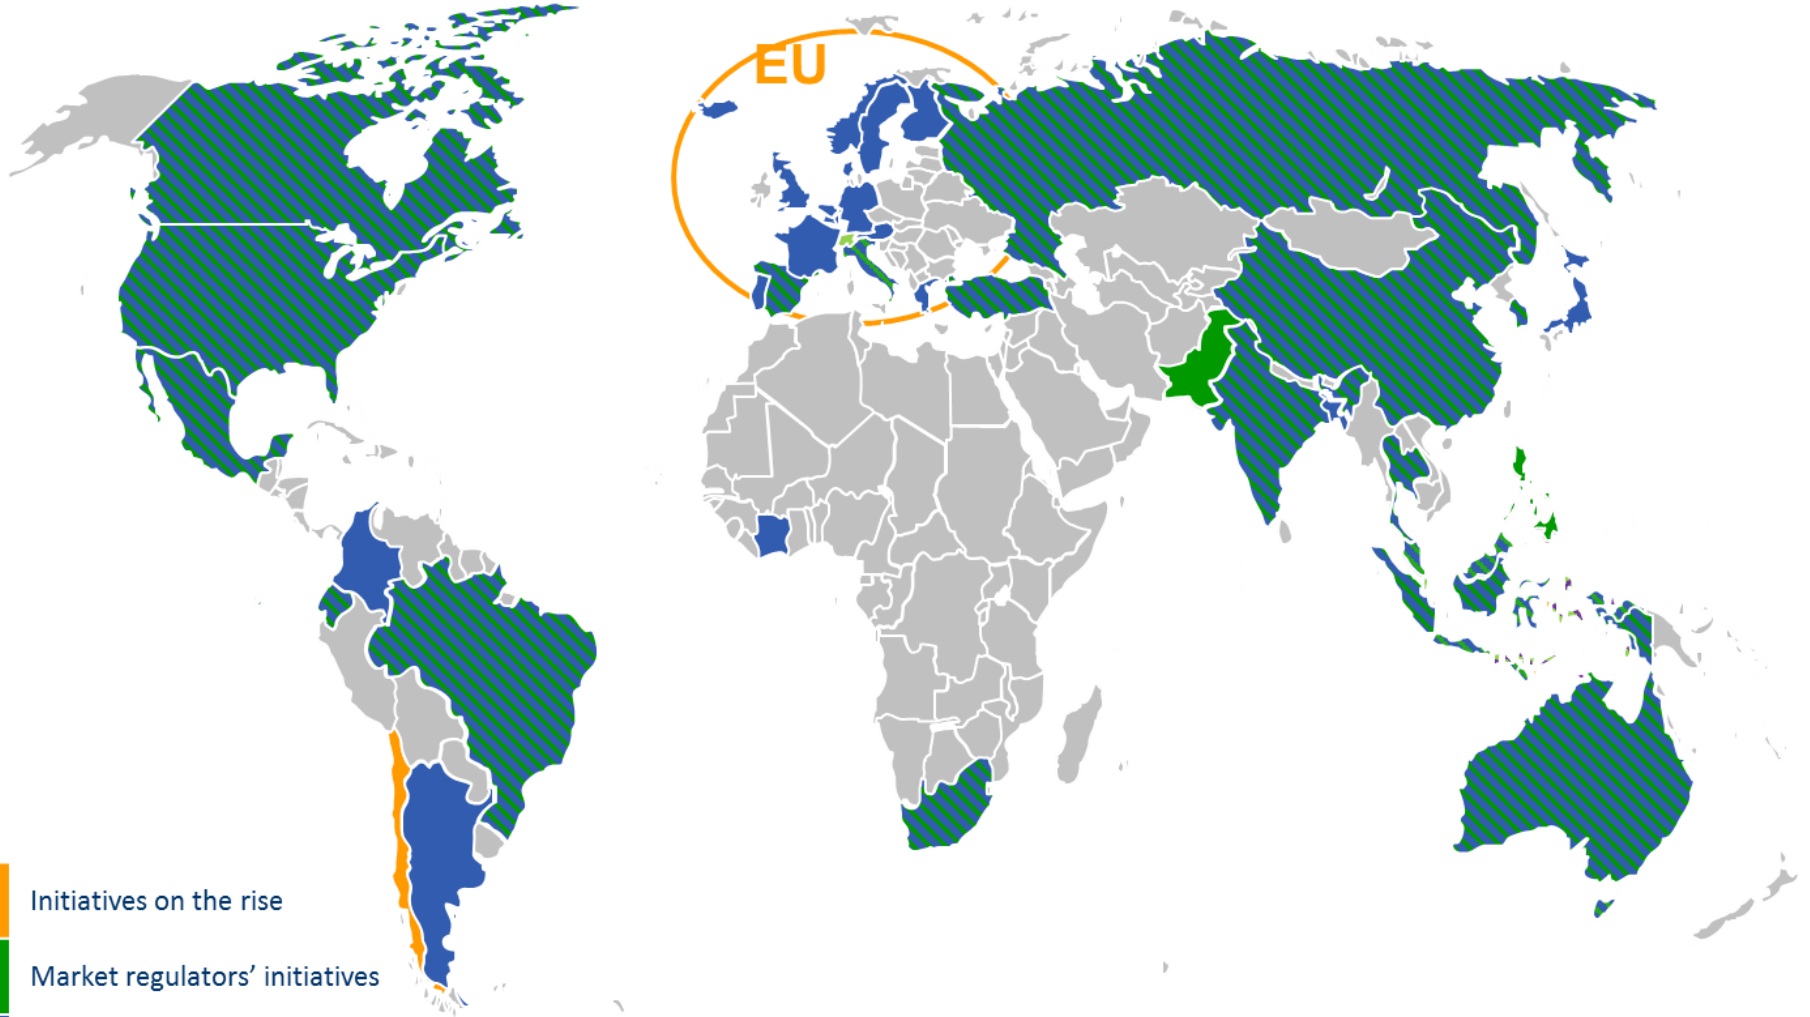 EU
Initiatives on the rise
Market regulators’ initiatives